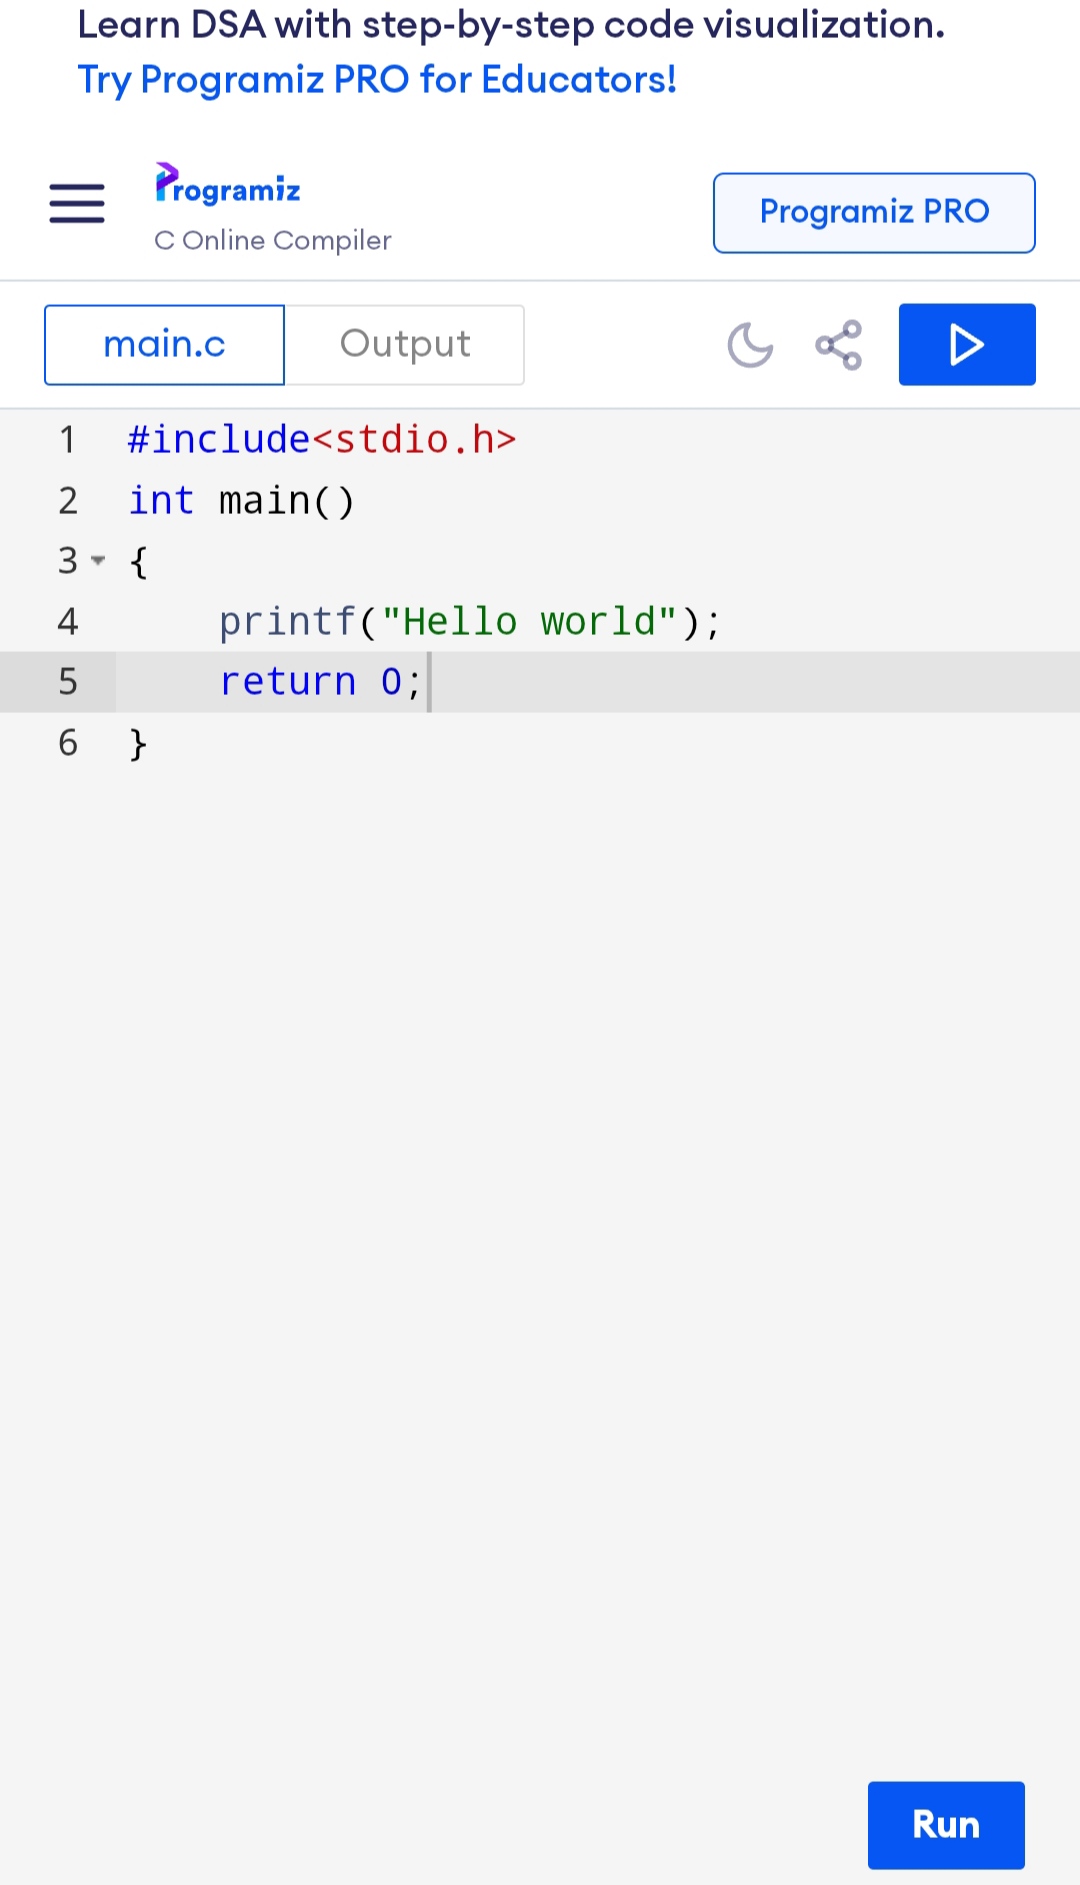 Learn DSA with step-by-step code visualization.
Try Programiz PRO for Educators!
Programiz
C Online Compiler
Programiz PRO
main.c
Output
1 #include<stdio.h>
2 int main()
3 {
4     printf("Hello world");
5     return 0;
6 }
Run